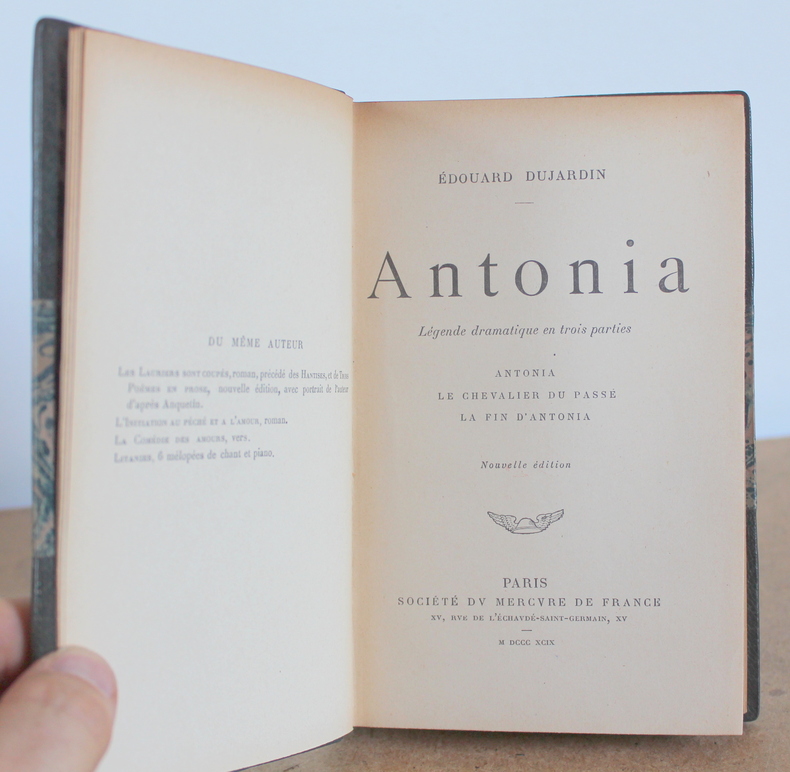 DU MÊME AUTEUR
LES LAURIERS SONT COUPÉS, roman, précédé des HANTISES, et de TROIS
POÈMES EN PROSE, nouvelle édition, avec portrait de l'auteur
d'après Anquetin.
L'INITIATION AU PÉCHÉ ET A L'AMOUR, roman.
LA COMÉDIE DES AMOURS, vers.
LITANIES, 6 mélopées de chant et piano.
ÉDOUARD DUJARDIN
Antonia
Légende dramatique en trois parties
ANTONIA
LE CHEVALIER DU PASSÉ
LA FIN D'ANTONIA
Nouvelle édition
PARIS
SOCIÉTÉ DV MERCVRE DE FRANCE
XV, RVE DE L'ÉCHAVDÉ-SAINT-GERMAIN, XV
M DCCC XCIX